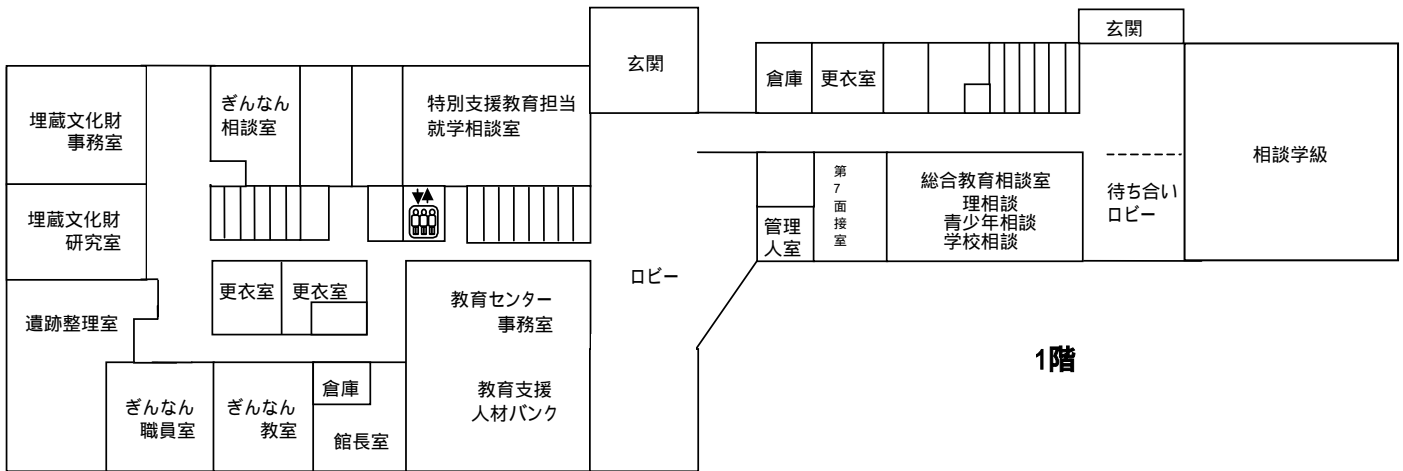 玄関
玄関
倉庫
更衣室
埋蔵文化財
事務室
ぎんなん
相談室
特別支援教育担当
就学相談室
相談学級
埋蔵文化財
研究室
第
7
面
接
室
総合教育相談室
理相談
青少年相談
学校相談
待ち合い
ロビー
管理
人室
ロビー
更衣室
更衣室
教育センター
事務室
遺跡整理室
1階
倉庫
教育支援
人材バンク
ぎんなん
職員室
ぎんなん
教室
館長室